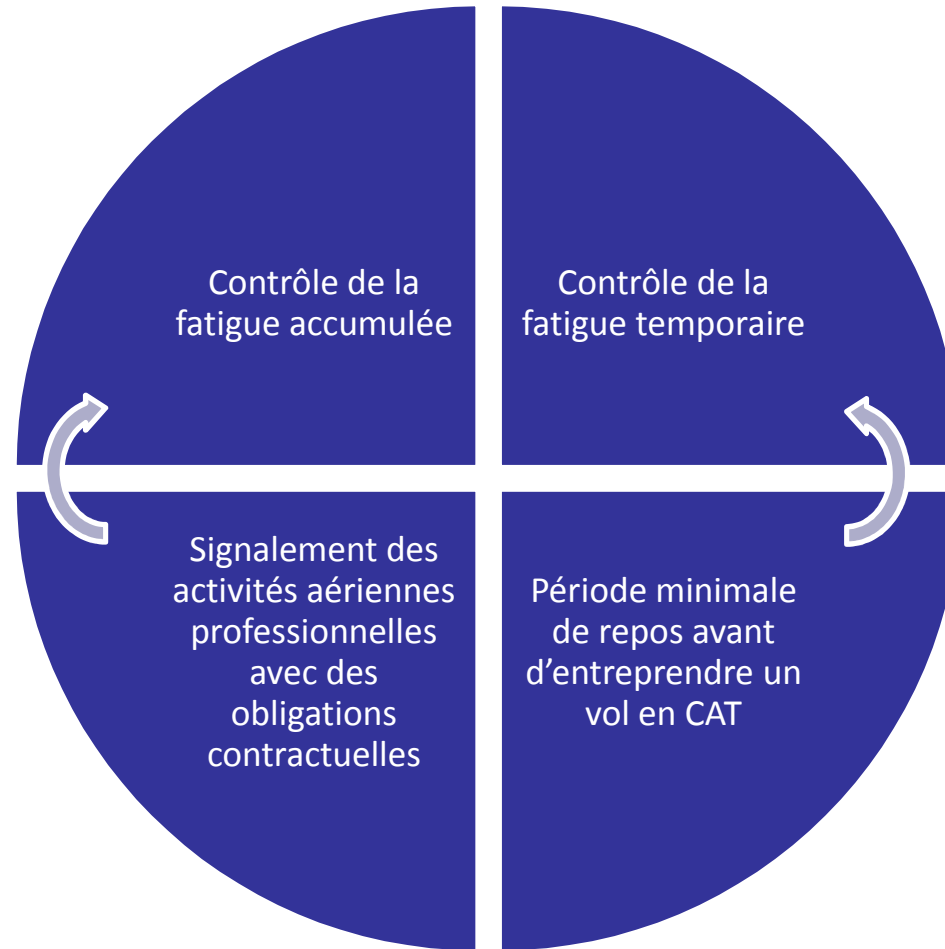 Contrôle de la
fatigue accumulée
Contrôle de la
fatigue temporaire
Signalement des
activités aériennes
professionnelles
avec des
obligations
contractuelles
Période minimale
de repos avant
d’entreprendre un
vol en CAT